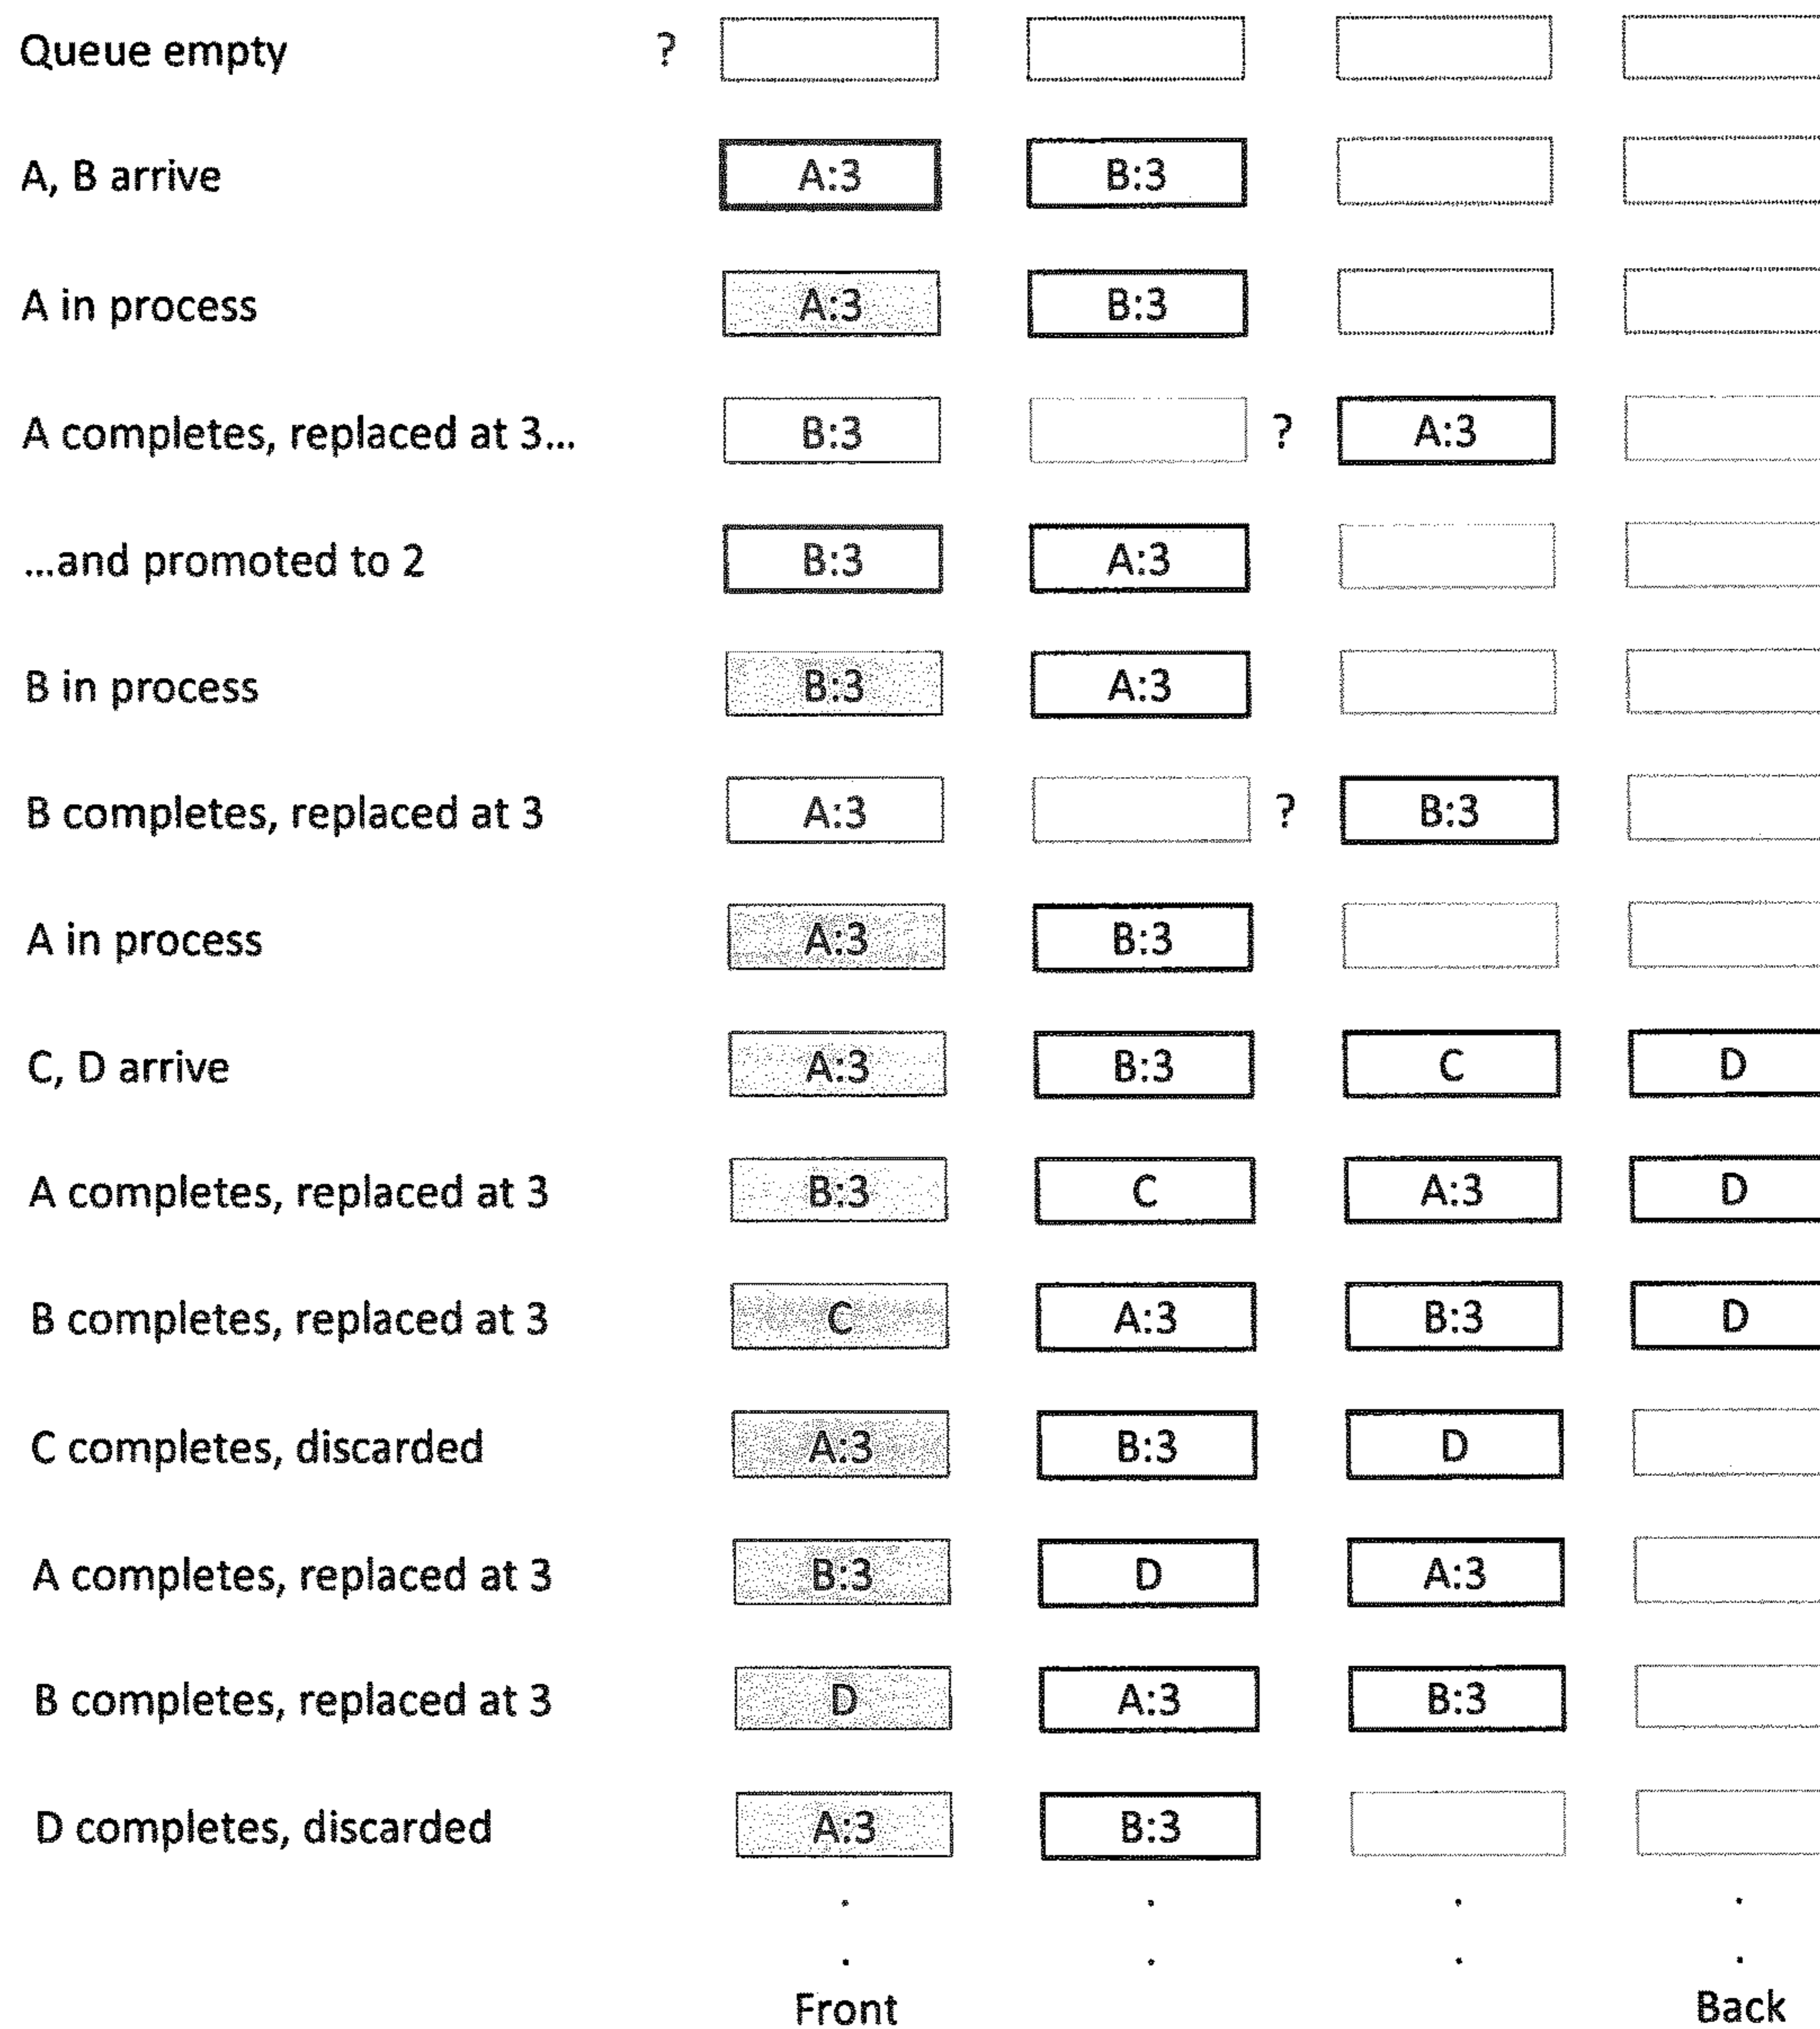 Queue empty ?
A, B arrive A:3 B:3
A in process A:3 B:3
A completes, replaced at 3... B:3 ? A:3
...and promoted to 2 B:3 A:3
B in process B:3 A:3
B completes, replaced at 3 A:3 ? B:3
A in process A:3 B:3
C, D arrive A:3 B:3 C D
A completes, replaced at 3 B:3 C A:3 D
B completes, replaced at 3 C A:3 B:3 D
C completes, discarded A:3 B:3 D
A completes, replaced at 3 B:3 D A:3
B completes, replaced at 3 D A:3 B:3
D completes, discarded A:3 B:3
Front Back